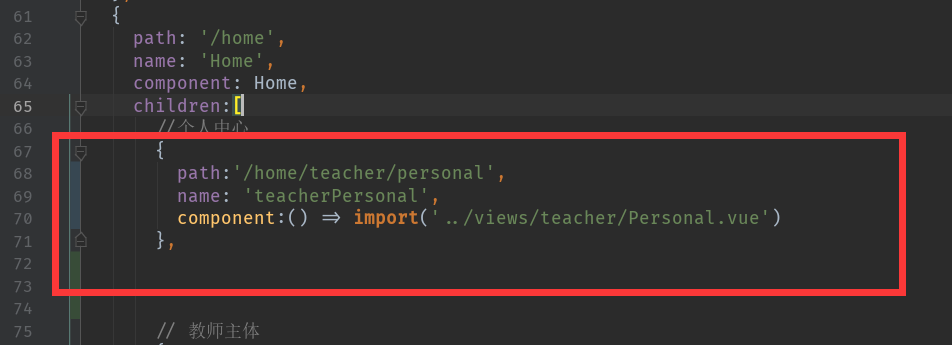 61 {
62 path: '/home',
63 name: 'Home',
64 component: Home,
65 children:[
66 //个人中心
67 {
68 path:'/home/teacher/personal',
69 name: 'teacherPersonal',
70 component:() => import('../views/teacher/Personal.vue')
71 },
72
73
74
75 // 教师主体